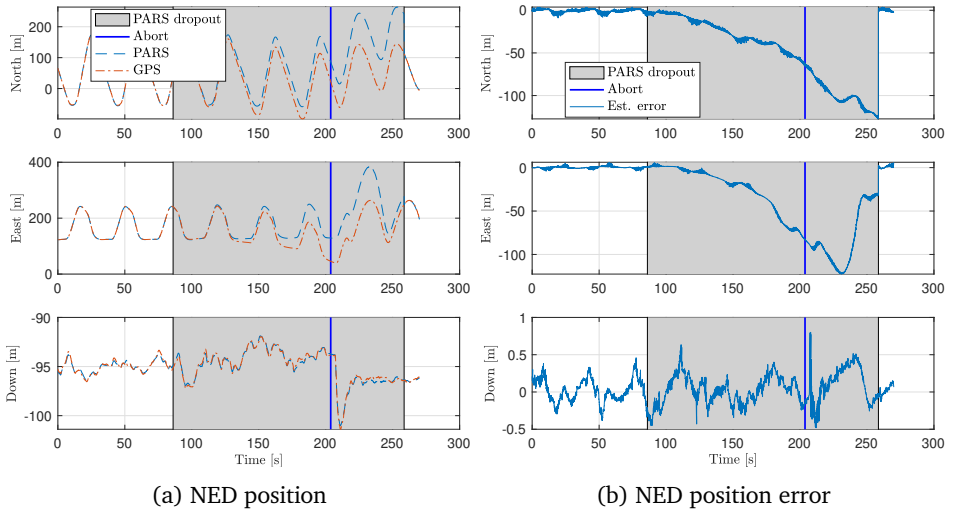 PARS dropout
Abort
PARS
GPS
North [m]
200
100
0
0 50 100 150 200 250 300
East [m]
400
200
0
0 50 100 150 200 250 300
Down [m]
-90
-95
-100
0 50 100 150 200 250 300
Time [s]
(a) NED position
PARS dropout
Abort
Est. error
North [m]
0
-50
-100
0 50 100 150 200 250 300
East [m]
0
-50
-100
0 50 100 150 200 250 300
Down [m]
1
0.5
0
-0.5
0 50 100 150 200 250 300
Time [s]
(b) NED position error